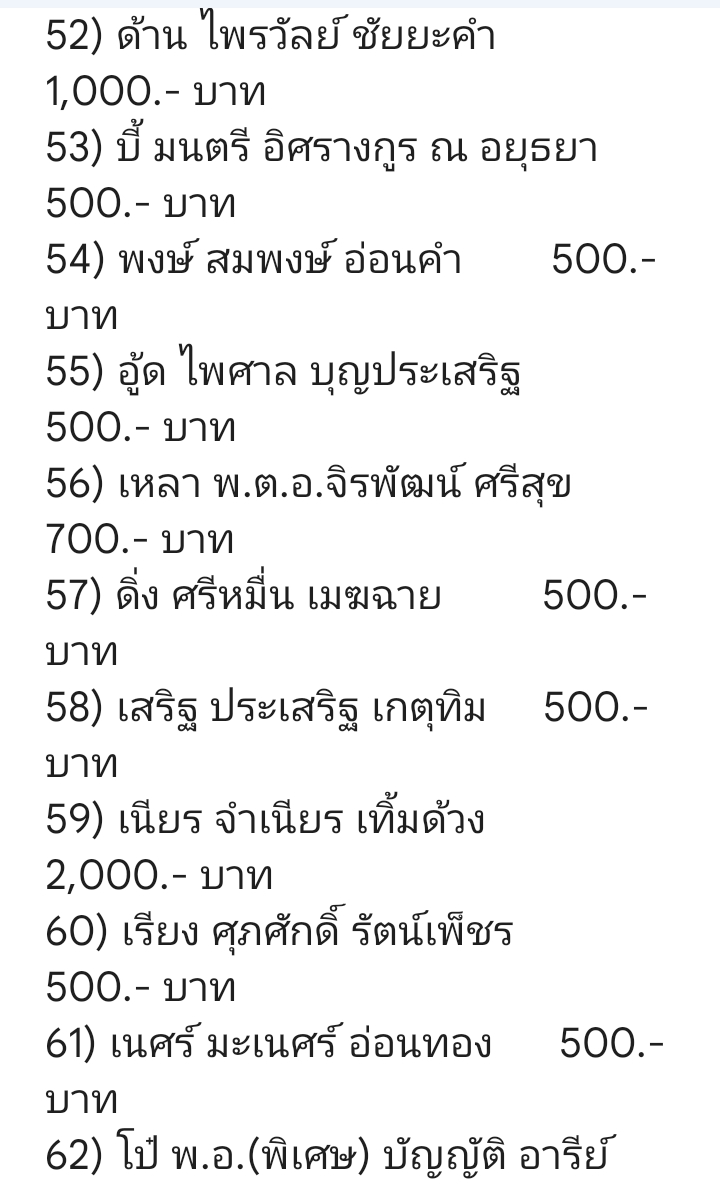 52) ด้าน ไพรวัลย์ ชัยยะคำ
1,000.- บาท
53) บี้ มนตรี อิศรางกูร ณ อยุธยา
500.- บาท
54) พงษ์ สมพงษ์ อ่อนคำ 500.-
บาท
55) อู้ด ไพศาล บุญประเสริฐ
500.- บาท
56) เหลา พ.ต.อ.จิรพัฒน์ ศรีสุข
700.- บาท
57) ดิ่ง ศรีหมื่น เมฆฉาย 500.-
บาท
58) เสริฐ ประเสริฐ เกตุทิม 500.-
บาท
59) เนียร จำเนียร เทิ้มด้วง
2,000.- บาท
60) เรียง ศุภศักดิ์ รัตน์เพ็ชร
500.- บาท
61) เนศร์ มะเนศร์ อ่อนทอง 500.-
บาท
62) โป๋ พ.อ.(พิเศษ) บัญญัติ อารีย์